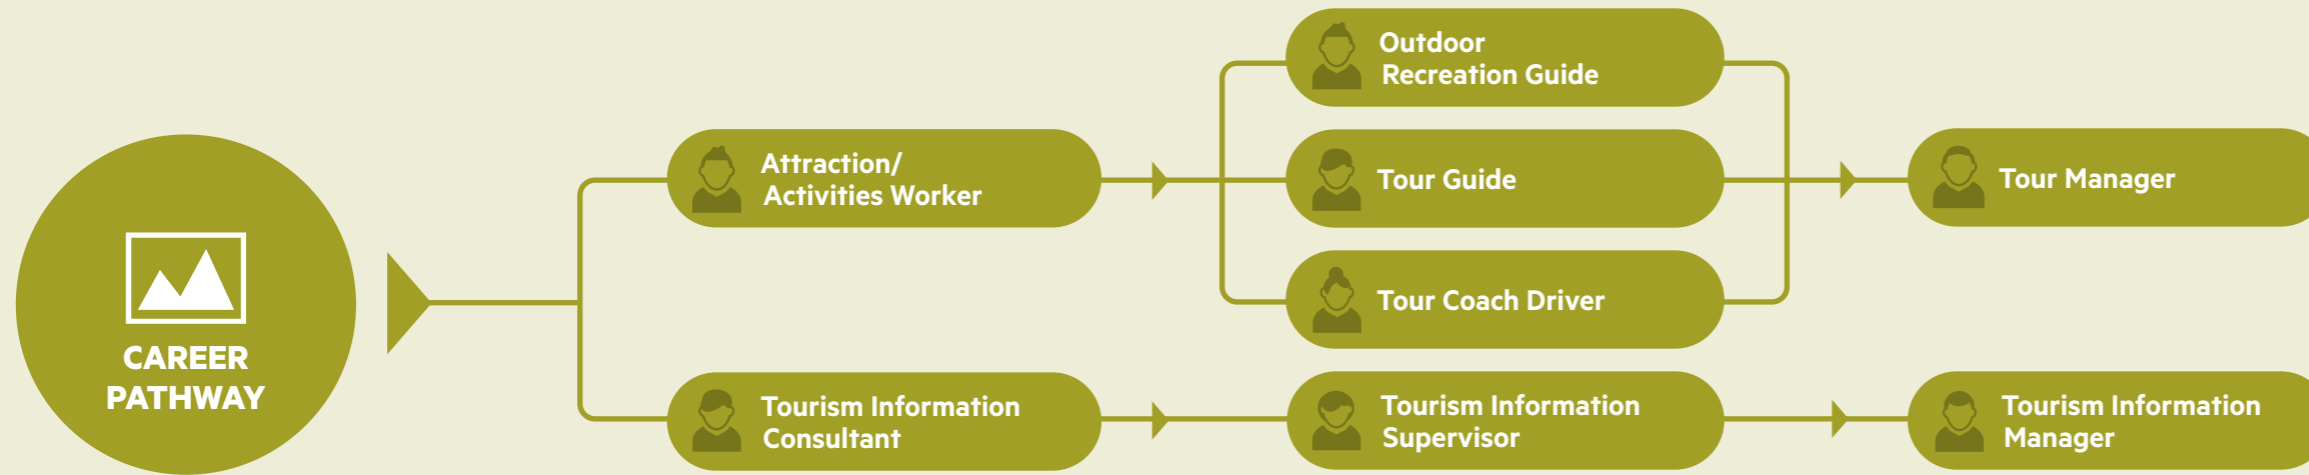 CAREER
PATHWAY
Attraction/
Activities Worker
Outdoor
Recreation Guide
Tour Guide
Tour Coach Driver
Tour Manager
Tourism Information
Consultant
Tourism Information
Supervisor
Tourism Information
Manager